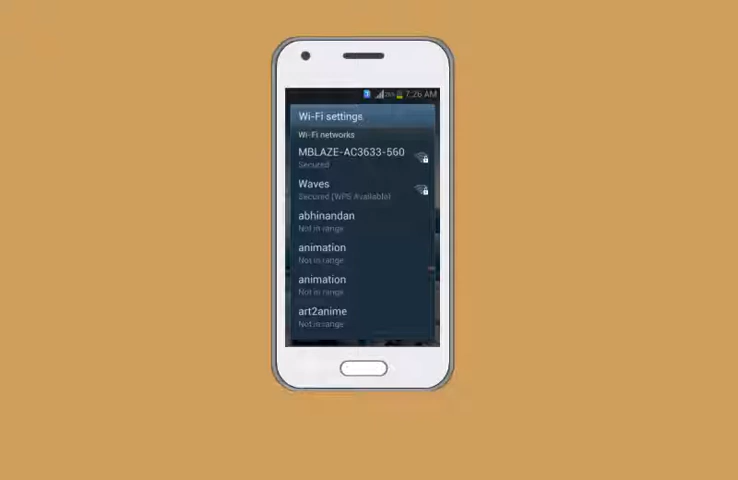 7:26 AM
Wi-Fi settings
Wi-Fi networks
MBLAZE-AC3633-560
Secured
Waves
Secured (WPS Available)
abhinandan
Not in range
animation
Not in range
animation
Not in range
art2anime
Not in range